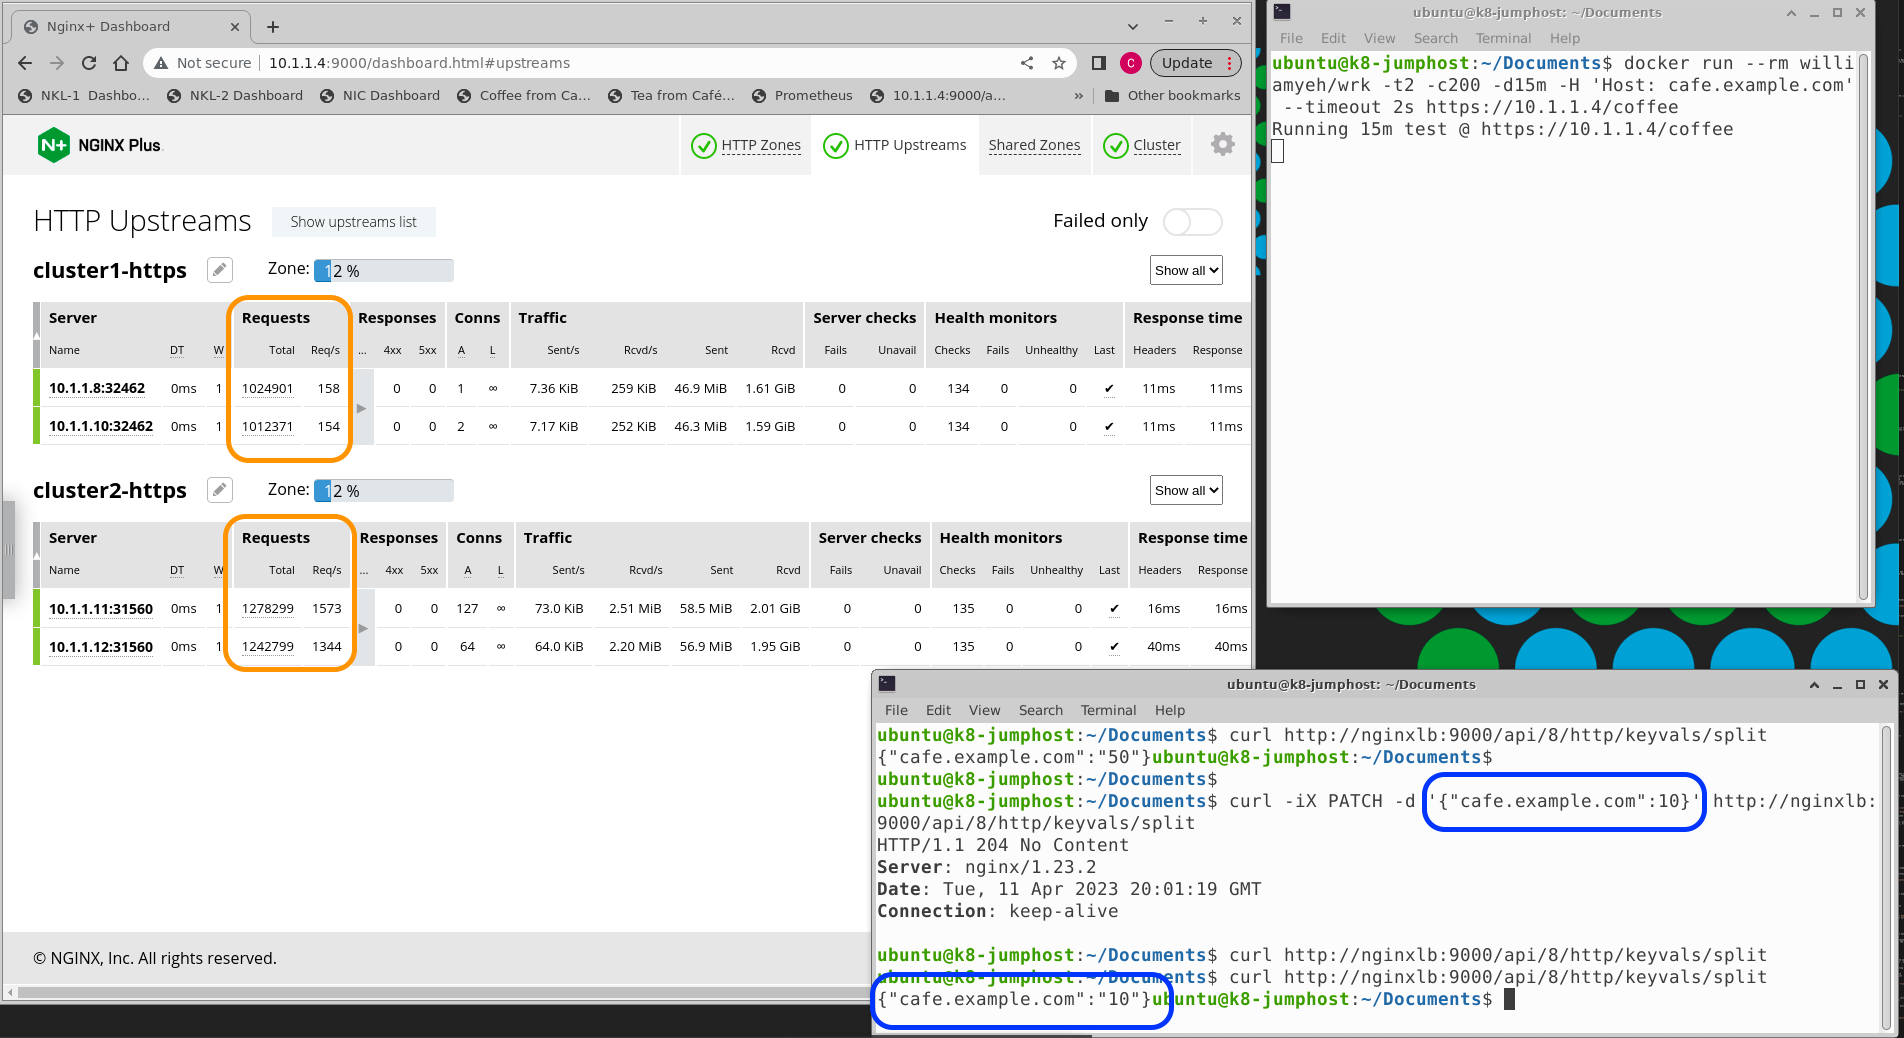 Nginx+ Dashboard
Not secure 10.1.1.4:9000/dashboard.html#upstreams Update
C
NKL-1 Dashbo... NKL-2 Dashboard NIC Dashboard Coffee from Ca... Tea from Café... Prometheus 10.1.1.4:9000/a... » Other bookmarks
N+ NGINX Plus HTTP Zones HTTP Upstreams Shared Zones Cluster
HTTP Upstreams Show upstreams list Failed only
cluster1-https Zone: 12 % Show all
Server Requests Responses Conns Traffic Server checks Health monitors Response time
Name DT W Total Req/s ... 4xx 5xx A L Sent/s Rcvd/s Sent Rcvd Fails Unavail Checks Fails Unhealthy Last Headers Response
10.1.1.8:32462 0ms 1 1024901 158 0 0 1 ∞ 7.36 KiB 259 KiB 46.9 MiB 1.61 GiB 0 0 134 0 0 ✔ 11ms 11ms
10.1.1.10:32462 0ms 1 1012371 154 0 0 2 ∞ 7.17 KiB 252 KiB 46.3 MiB 1.59 GiB 0 0 134 0 0 ✔ 11ms 11ms
cluster2-https Zone: 12 % Show all
Server Requests Responses Conns Traffic Server checks Health monitors Response time
Name DT W Total Req/s ... 4xx 5xx A L Sent/s Rcvd/s Sent Rcvd Fails Unavail Checks Fails Unhealthy Last Headers Response
10.1.1.11:31560 0ms 1 1278299 1573 0 0 127 ∞ 73.0 KiB 2.51 MiB 58.5 MiB 2.01 GiB 0 0 135 0 0 ✔ 16ms 16ms
10.1.1.12:31560 0ms 1 1242799 1344 0 0 64 ∞ 64.0 KiB 2.20 MiB 56.9 MiB 1.95 GiB 0 0 135 0 0 ✔ 40ms 40ms
© NGINX, Inc. All rights reserved.
ubuntu@k8-jumphost: ~/Documents
File Edit View Search Terminal Help
ubuntu@k8-jumphost:~/Documents$ docker run --rm willi
amyeh/wrk -t2 -c200 -d15m -H 'Host: cafe.example.com'
--timeout 2s https://10.1.1.4/coffee
Running 15m test @ https://10.1.1.4/coffee
ubuntu@k8-jumphost: ~/Documents
File Edit View Search Terminal Help
ubuntu@k8-jumphost:~/Documents$ curl http://nginxlb:9000/api/8/http/keyvals/split
{"cafe.example.com":"50"}ubuntu@k8-jumphost:~/Documents$
ubuntu@k8-jumphost:~/Documents$
ubuntu@k8-jumphost:~/Documents$ curl -iX PATCH -d '{"cafe.example.com":10}' http://nginxlb:
9000/api/8/http/keyvals/split
HTTP/1.1 204 No Content
Server: nginx/1.23.2
Date: Tue, 11 Apr 2023 20:01:19 GMT
Connection: keep-alive
ubuntu@k8-jumphost:~/Documents$ curl http://nginxlb:9000/api/8/http/keyvals/split
ubuntu@k8-jumphost:~/Documents$ curl http://nginxlb:9000/api/8/http/keyvals/split
{"cafe.example.com":"10"}ubuntu@k8-jumphost:~/Documents$